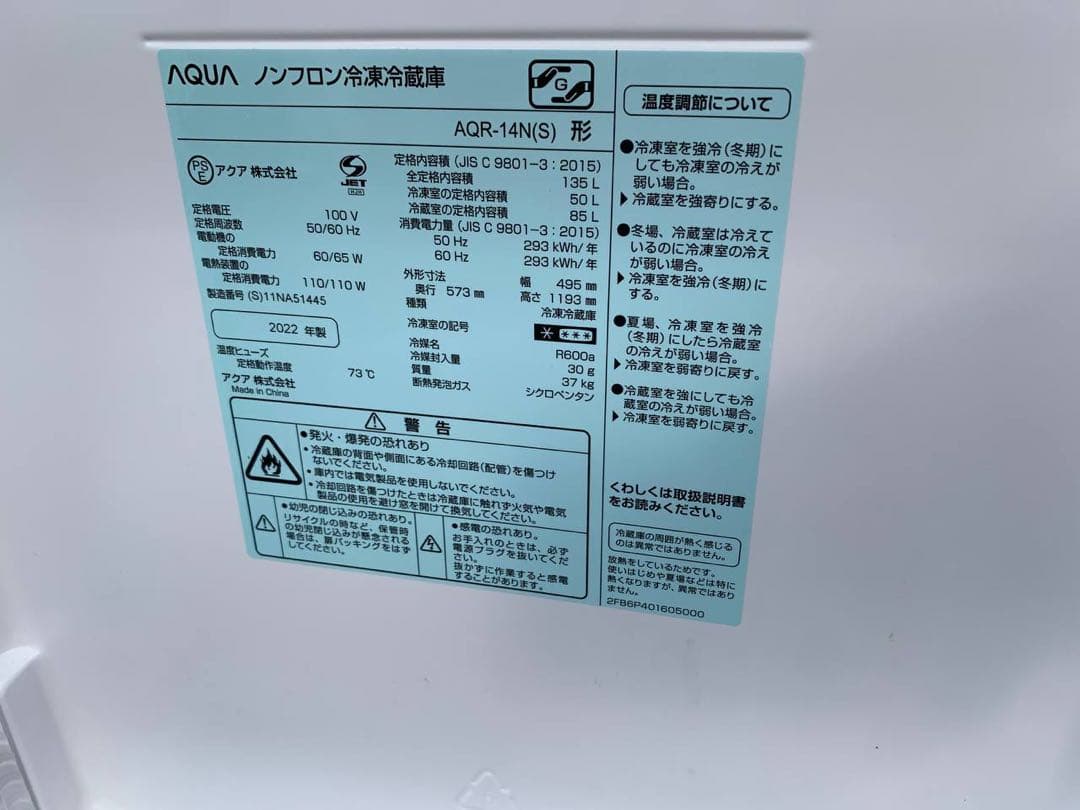 AQUA ノンフロン冷凍冷蔵庫
G
AQR-14N(S) 形
PS
E
アクア 株式会社
JET
定格電圧 100 V
定格周波数 50/60 Hz
電動機の
定格消費電力 60/65 W
電熱装置の
定格消費電力 110/110 W
製造番号 (S)11NA51445
2022 年製
温度ヒューズ
定格動作温度 73 ℃
アクア 株式会社
Made in China
定格内容積 (JIS C 9801-3 : 2015)
全定格内容積 135 L
冷凍室の定格内容積 50 L
冷蔵室の定格内容積 85 L
消費電力量 (JIS C 9801-3 : 2015)
50 Hz 293 kWh/年
60 Hz 293 kWh/年
外形寸法 幅 495 ㎜
奥行 573 ㎜ 高さ 1193 ㎜
種類 冷凍冷蔵庫
冷凍室の記号
冷媒名 R600a
冷媒封入量 30 g
質量 37 kg
断熱発泡ガス シクロペンタン
警告
●発火・爆発の恐れあり
・冷蔵庫の背面や側面にある冷却回路(配管)を傷つけ
ないでください。
・庫内では電気製品を使用しないでください。
・冷却回路を傷つけたときは冷蔵庫に触れず火気や電気
製品の使用を避け窓を開けて換気してください。
●幼児の閉じ込みの恐れあり。
リサイクルの時など、保管時
の幼児閉じ込みが懸念される
場合は、扉パッキングをはず
してください。
●感電の恐れあり。
お手入れのときは、必ず
電源プラグを抜いてくだ
さい。
抜かずに作業すると感電
することがあります。
温度調節について
●冷凍室を強冷(冬期)に
しても冷凍室の冷えが
弱い場合。
▶冷蔵室を強寄りにする。
●冬場、冷蔵室は冷えて
いるのに冷凍室の冷え
が弱い場合。
▶冷凍室を強冷(冬期)に
する。
●夏場、冷凍室を強冷
(冬期)にしたら冷蔵室
の冷えが弱い場合。
▶冷凍室を弱寄りに戻す。
●冷蔵室を強にしても冷
蔵室の冷えが弱い場合。
▶冷凍室を弱寄りに戻す。
くわしくは取扱説明書
をお読みください。
冷蔵庫の周囲が熱く感じる
のは異常ではありません。
放熱をしているためです。
使いはじめや夏場などは特に
熱くなりますが、異常ではあり
ません。
2FB6P401605000